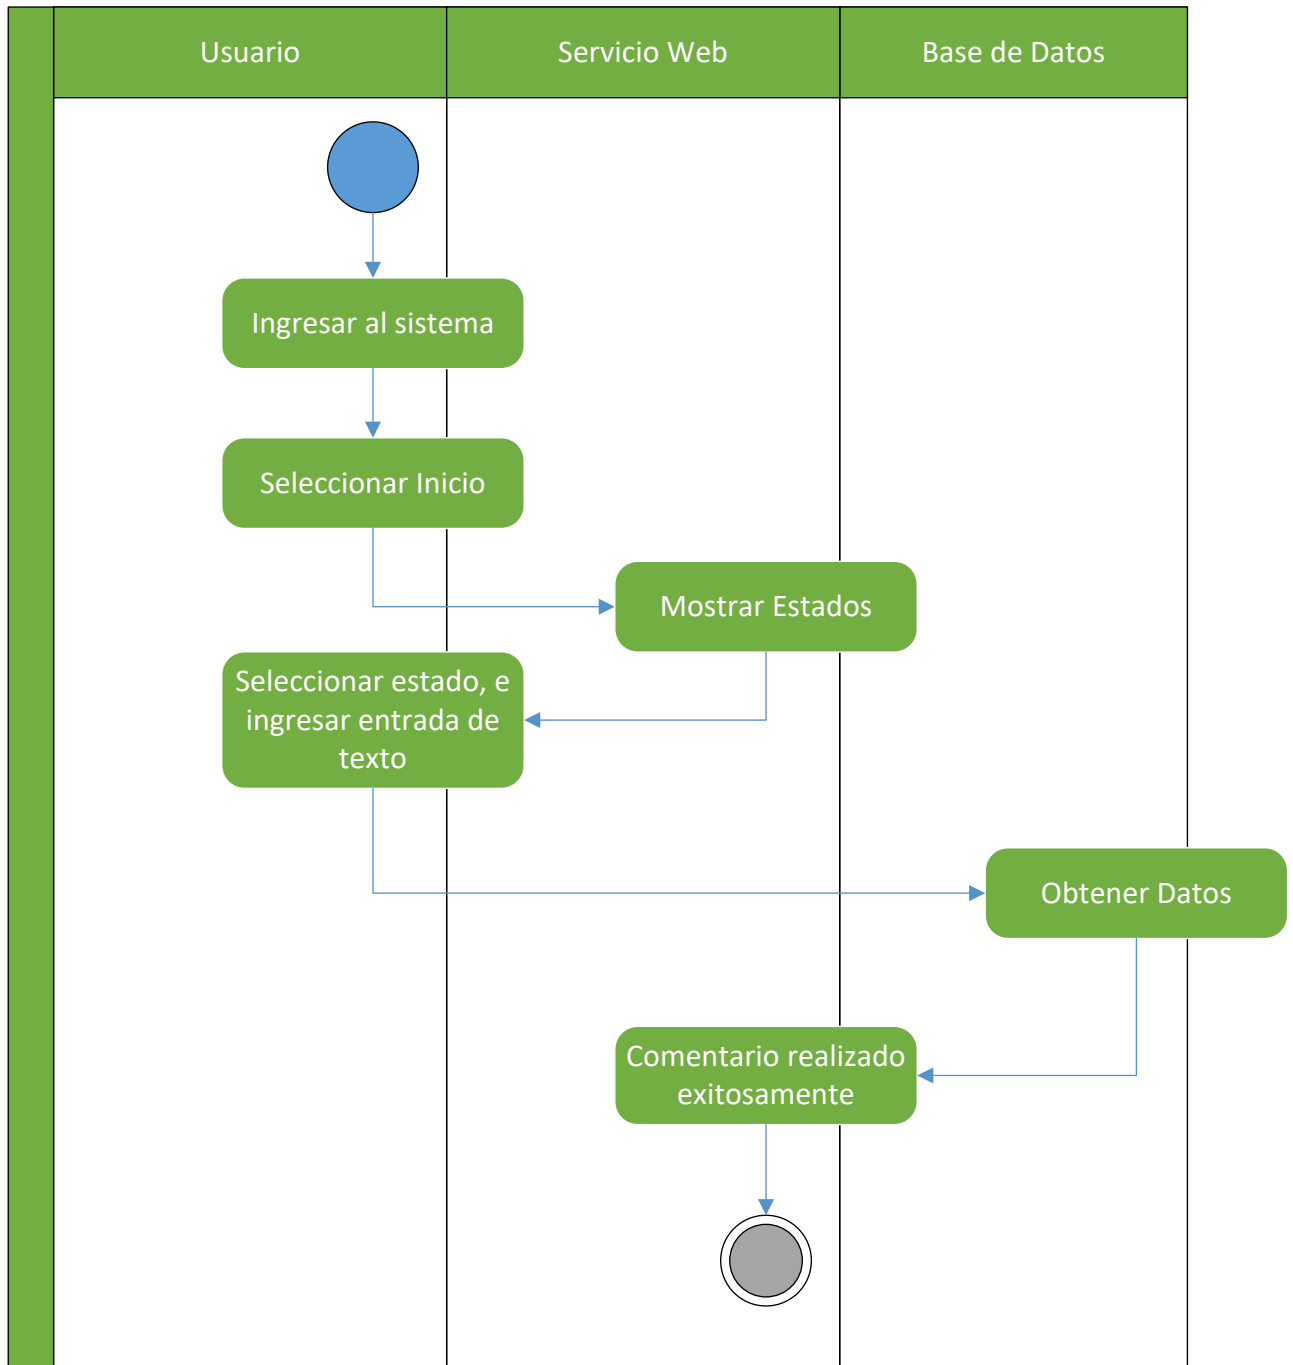 Usuario
Servicio Web
Base de Datos
Ingresar al sistema
Seleccionar Inicio
Mostrar Estados
Seleccionar estado, e
ingresar entrada de
texto
Obtener Datos
Comentario realizado
exitosamente